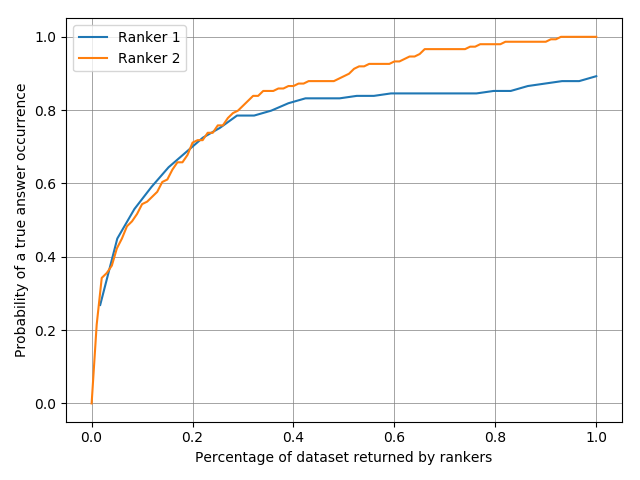 Ranker 1
Ranker 2
1.0
0.8
0.6
0.4
0.2
0.0
Probability of a true answer occurrence
0.0 0.2 0.4 0.6 0.8 1.0
Percentage of dataset returned by rankers